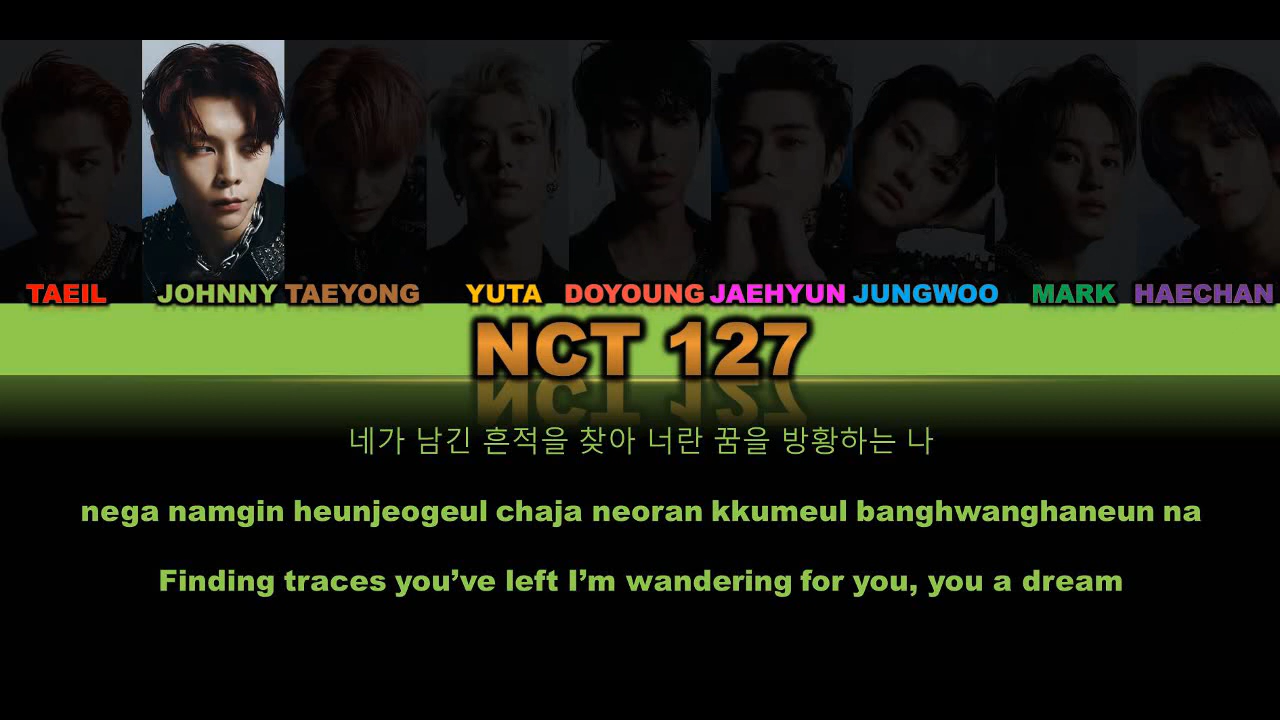 TAEIL JOHNNY TAEYONG YUTA DOYOUNG JAEHYUN JUNGWOO MARK HAECHAN
NCT 127
네가 남긴 흔적을 찾아 너란 꿈을 방황하는 나
nega namgin heunjeogeul chaja neoran kkumeul banghwanghaneun na
Finding traces you’ve left I’m wandering for you, you a dream